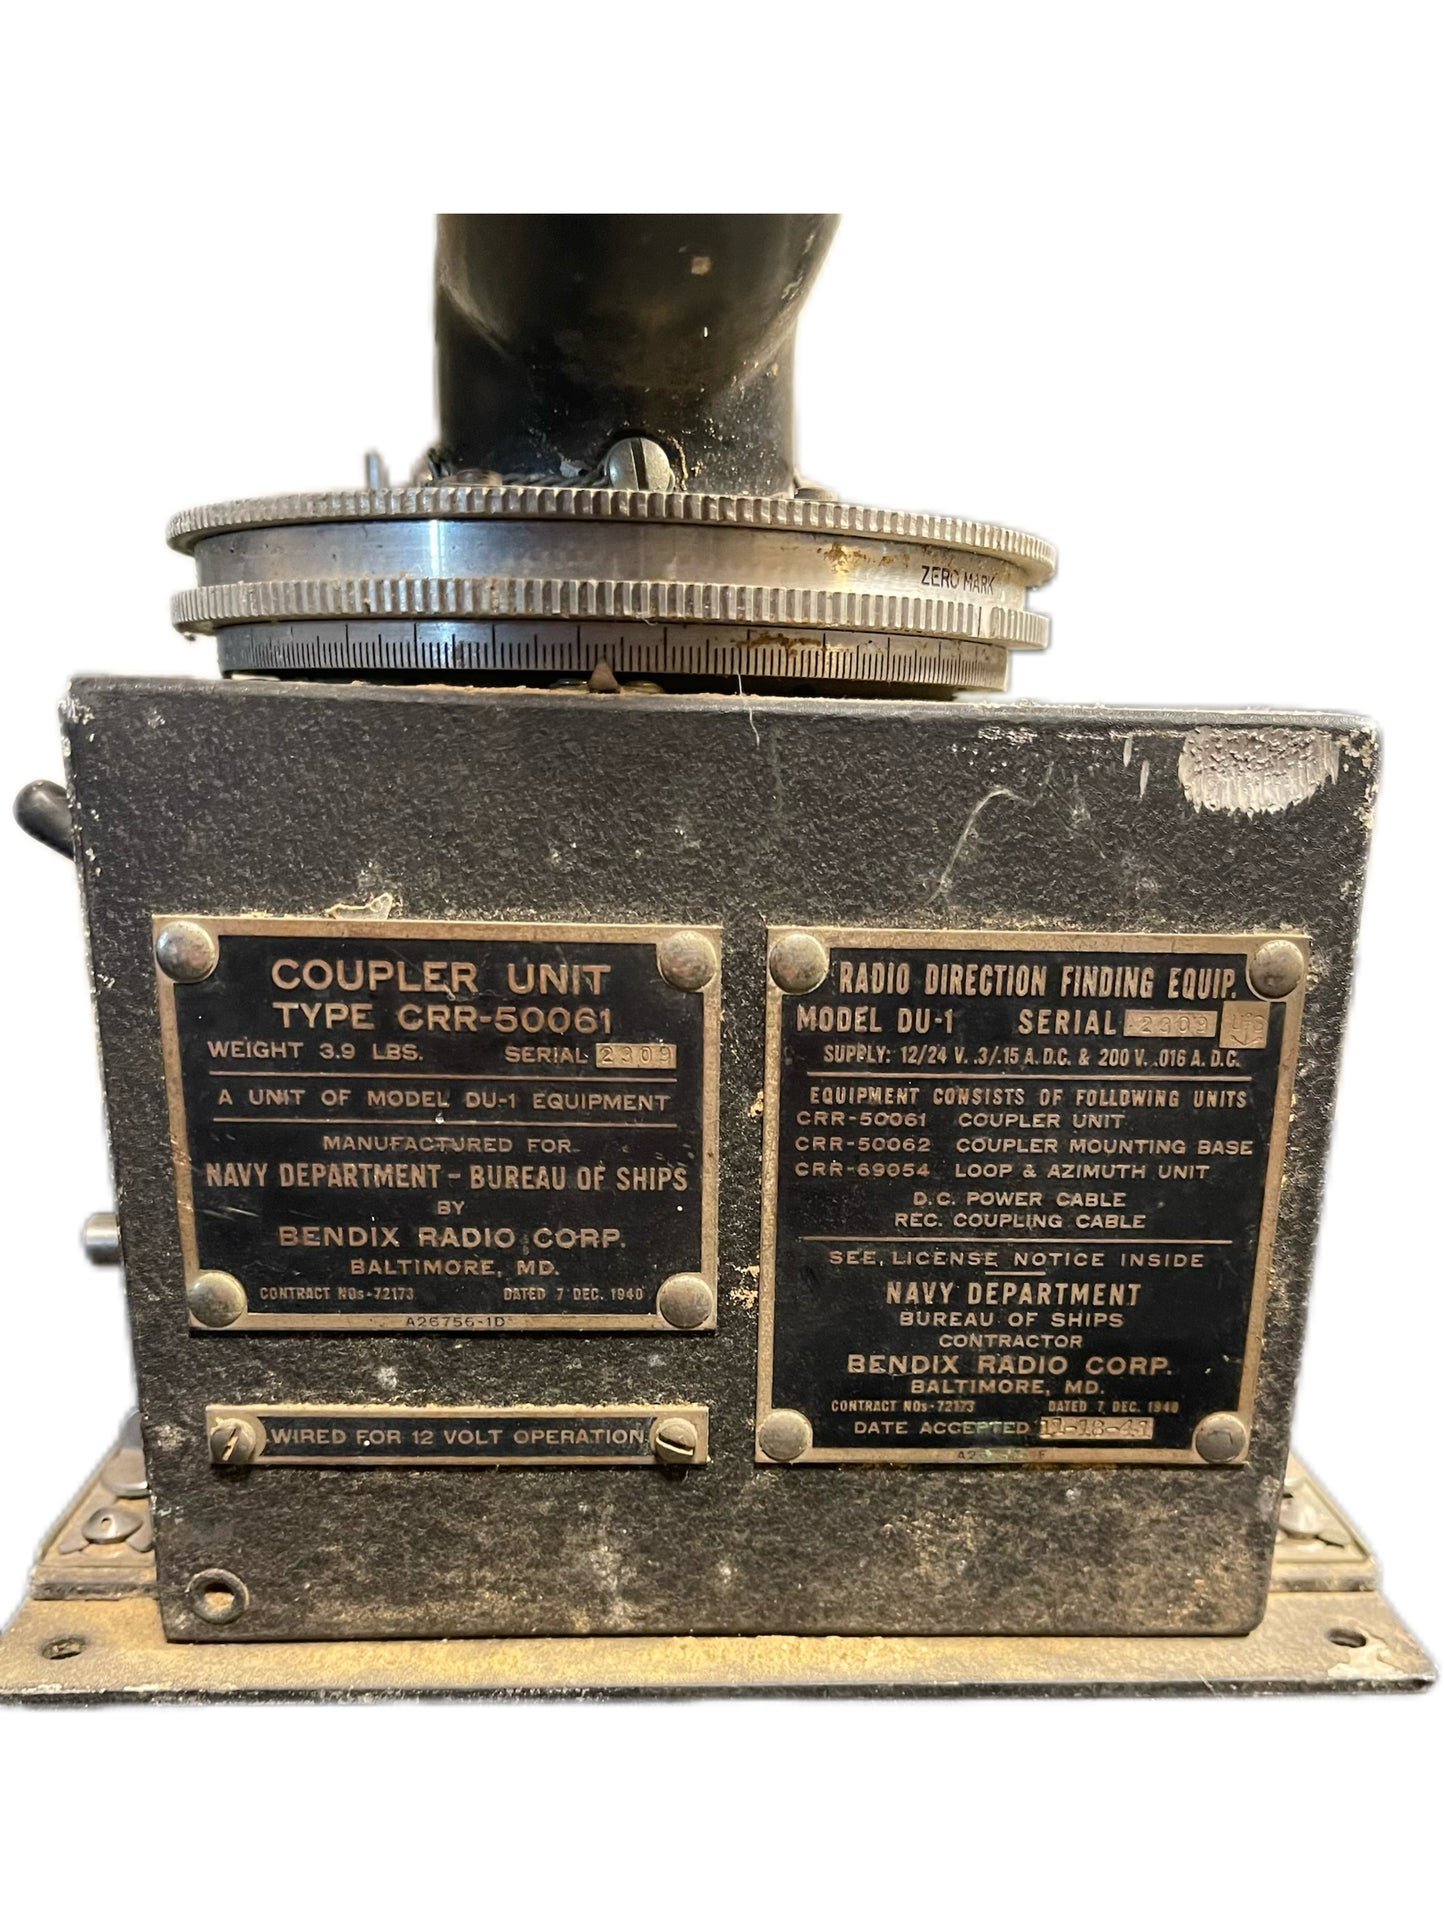 ZERO MARK
COUPLER UNIT
TYPE CRR-50061
WEIGHT 3.9 LBS. SERIAL 2309
A UNIT OF MODEL DU-1 EQUIPMENT
MANUFACTURED FOR
NAVY DEPARTMENT - BUREAU OF SHIPS
BY
BENDIX RADIO CORP.
BALTIMORE, MD.
CONTRACT NOs-72173 DATED 7 DEC. 1940
A26756-1D
WIRED FOR 12 VOLT OPERATION
RADIO DIRECTION FINDING EQUIP.
MODEL DU-1 SERIAL 2309
SUPPLY: 12/24 V. .3/.15 A. D.C. & 200 V. .016 A. D.C.
EQUIPMENT CONSISTS OF FOLLOWING UNITS
CRR-50061 COUPLER UNIT
CRR-50062 COUPLER MOUNTING BASE
CRR-69054 LOOP & AZIMUTH UNIT
D.C. POWER CABLE
REC. COUPLING CABLE
SEE LICENSE NOTICE INSIDE
NAVY DEPARTMENT
BUREAU OF SHIPS
CONTRACTOR
BENDIX RADIO CORP.
BALTIMORE, MD.
CONTRACT NOs-72173 DATED 7 DEC. 1940
DATE ACCEPTED 11-18-41